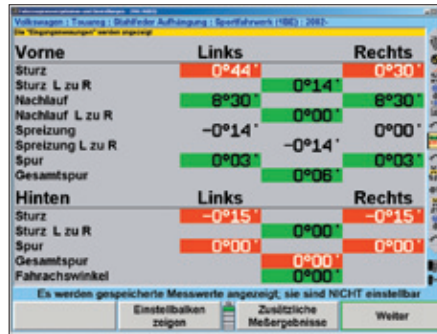 Volkswagen : Touareg : Stahlfeder Aufhängung : Sportfahrwerk (1BE) : 2002-
Die "Eingangsmessungen" werden angezeigt
Vorne Links Rechts
Sturz 0°44' 0°30'
Sturz L zu R 0°14'
Nachlauf 8°30' 8°30'
Nachlauf L zu R 0°00'
Spreizung -0°14' 0°00'
Spreizung L zu R -0°14'
Spur 0°03' 0°03'
Gesamtspur 0°06'
Hinten Links Rechts
Sturz -0°15' -0°15'
Sturz L zu R 0°00'
Spur 0°00' 0°00'
Gesamtspur 0°00'
Fahrachswinkel 0°00'
Es werden gespeicherte Messwerte angezeigt, sie sind NICHT einstellbar
Einstellbalken zeigen
Zusätzliche Meßergebnisse
Weiter